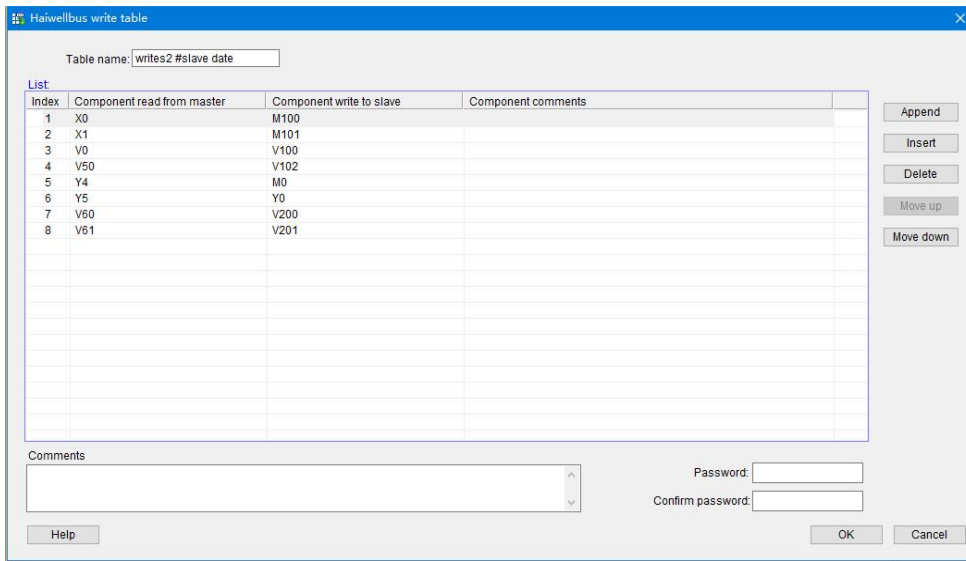 Haiwellbus write table
Table name: writes2 #slave date
List:
Index Component read from master Component write to slave Component comments
1 X0 M100
2 X1 M101
3 V0 V100
4 V50 V102
5 Y4 M0
6 Y5 Y0
7 V60 V200
8 V61 V201
Append
Insert
Delete
Move up
Move down
Comments
Password:
Confirm password:
Help OK Cancel